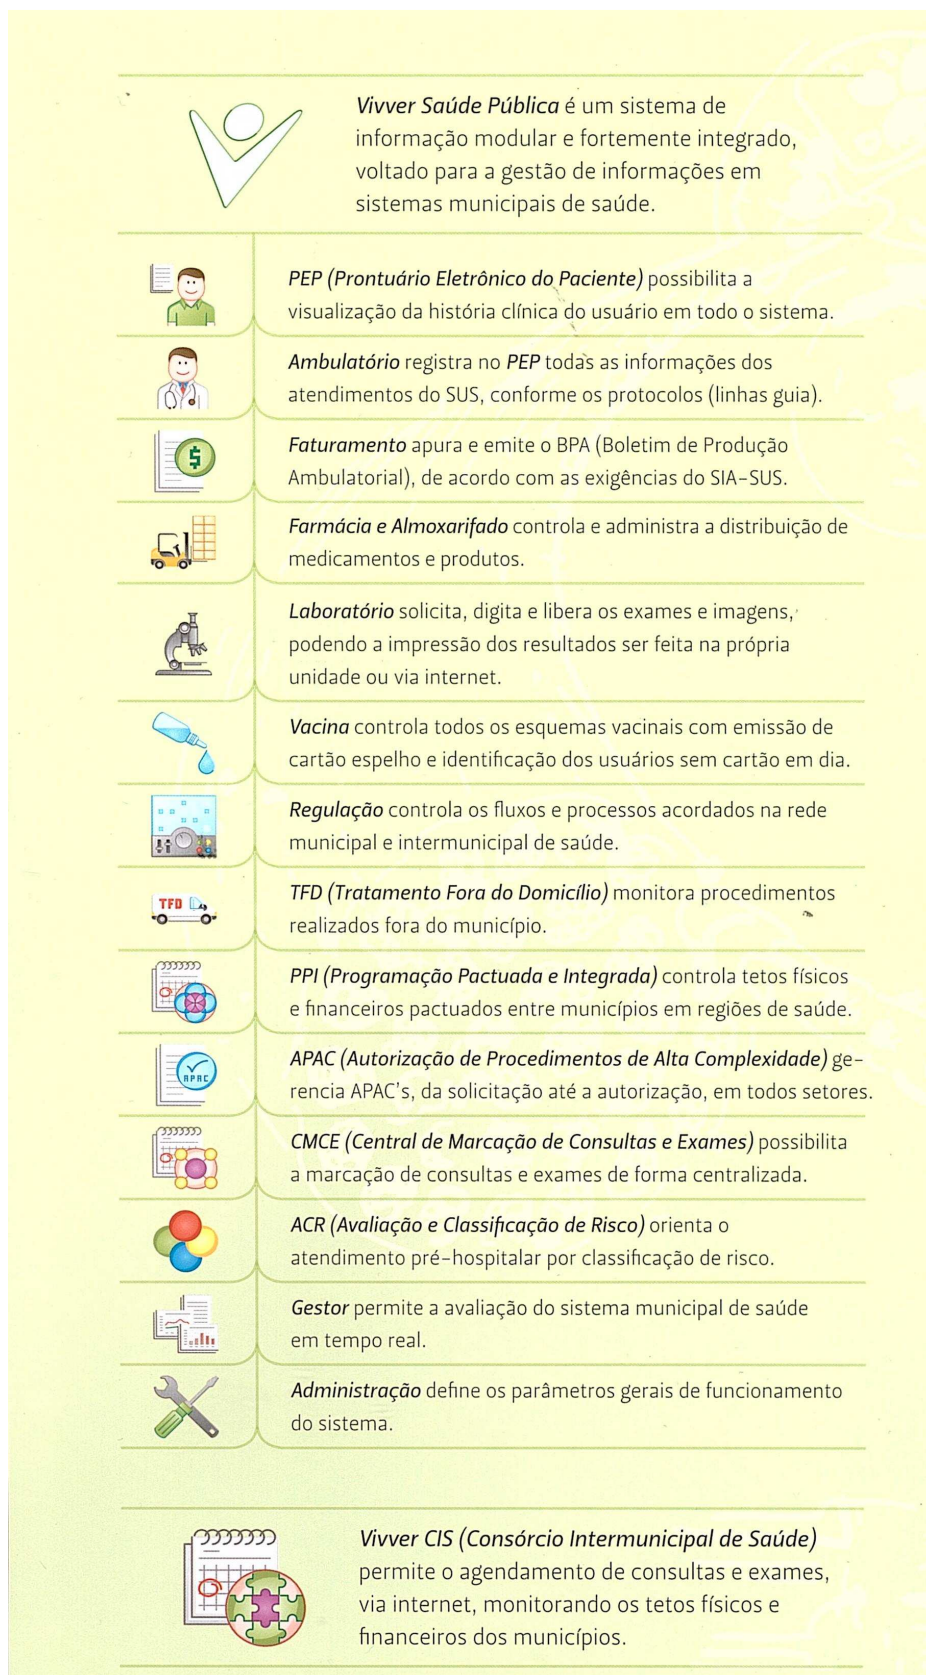 Vivver Saúde Pública é um sistema de
informação modular e fortemente integrado,
voltado para a gestão de informações em
sistemas municipais de saúde.
PEP (Prontuário Eletrônico do Paciente) possibilita a
visualização da história clínica do usuário em todo o sistema.
Ambulatório registra no PEP todas as informações dos
atendimentos do SUS, conforme os protocolos (linhas guia).
$
Faturamento apura e emite o BPA (Boletim de Produção
Ambulatorial), de acordo com as exigências do SIA-SUS.
Farmácia e Almoxarifado controla e administra a distribuição de
medicamentos e produtos.
Laboratório solicita, digita e libera os exames e imagens,
podendo a impressão dos resultados ser feita na própria
unidade ou via internet.
Vacina controla todos os esquemas vacinais com emissão de
cartão espelho e identificação dos usuários sem cartão em dia.
Regulação controla os fluxos e processos acordados na rede
municipal e intermunicipal de saúde.
TFD
TFD (Tratamento Fora do Domicílio) monitora procedimentos
realizados fora do município.
PPI (Programação Pactuada e Integrada) controla tetos físicos
e financeiros pactuados entre municípios em regiões de saúde.
APAC
APAC (Autorização de Procedimentos de Alta Complexidade) ge-
rencia APAC's, da solicitação até a autorização, em todos setores.
CMCE (Central de Marcação de Consultas e Exames) possibilita
a marcação de consultas e exames de forma centralizada.
ACR (Avaliação e Classificação de Risco) orienta o
atendimento pré-hospitalar por classificação de risco.
Gestor permite a avaliação do sistema municipal de saúde
em tempo real.
Administração define os parâmetros gerais de funcionamento
do sistema.
Vivver CIS (Consórcio Intermunicipal de Saúde)
permite o agendamento de consultas e exames,
via internet, monitorando os tetos físicos e
financeiros dos municípios.